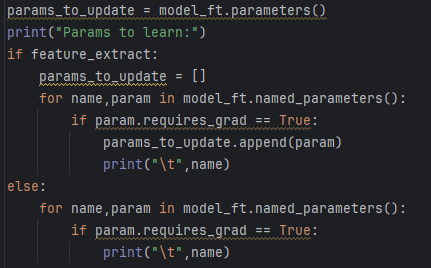 params_to_update = model_ft.parameters()
print("Params to learn:")
if feature_extract:
    params_to_update = []
    for name,param in model_ft.named_parameters():
        if param.requires_grad == True:
            params_to_update.append(param)
            print("\t",name)
else:
    for name,param in model_ft.named_parameters():
        if param.requires_grad == True:
            print("\t",name)